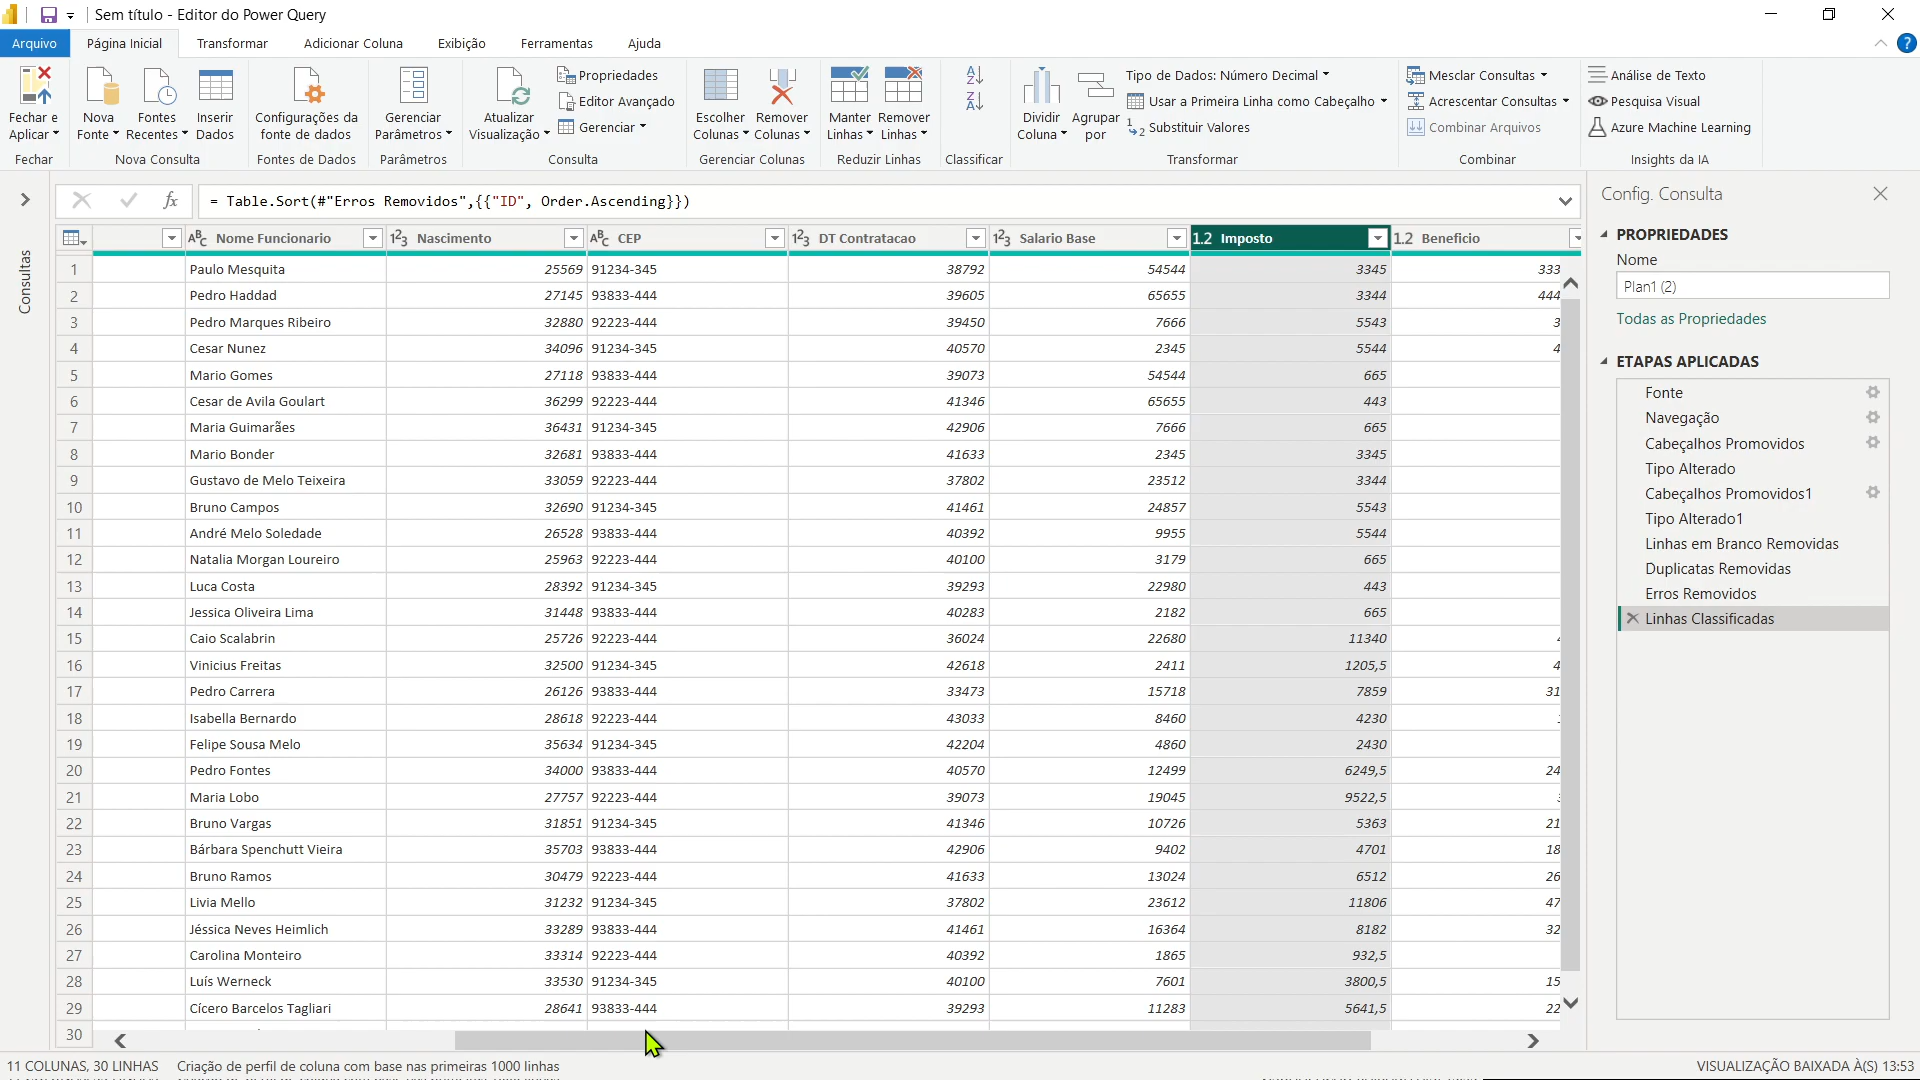 Sem título - Editor do Power Query
Arquivo Página Inicial Transformar Adicionar Coluna Exibição Ferramentas Ajuda
Fechar e Aplicar
Fechar
Nova Fonte
Fontes Recentes
Inserir Dados
Nova Consulta
Configurações da fonte de dados
Fontes de Dados
Gerenciar Parâmetros
Parâmetros
Atualizar Visualização
Propriedades
Editor Avançado
Gerenciar
Consulta
Escolher Colunas
Remover Colunas
Gerenciar Colunas
Manter Linhas
Remover Linhas
Reduzir Linhas
Classificar
Dividir Coluna
Agrupar por
Tipo de Dados: Número Decimal
Usar a Primeira Linha como Cabeçalho
Substituir Valores
Transformar
Mesclar Consultas
Acrescentar Consultas
Combinar Arquivos
Combinar
Análise de Texto
Pesquisa Visual
Azure Machine Learning
Insights da IA
fx = Table.Sort(#"Erros Removidos",{{"ID", Order.Ascending}})
Consultas
ABC Nome Funcionario 123 Nascimento ABC CEP 123 DT Contratacao 123 Salario Base 1.2 Imposto 1.2 Beneficio
1 Paulo Mesquita 25569 91234-345 38792 54544 3345 333
2 Pedro Haddad 27145 93833-444 39605 65655 3344 444
3 Pedro Marques Ribeiro 32880 92223-444 39450 7666 5543 3
4 Cesar Nunez 34096 91234-345 40570 2345 5544 4
5 Mario Gomes 27118 93833-444 39073 54544 665
6 Cesar de Avila Goulart 36299 92223-444 41346 65655 443
7 Maria Guimarães 36431 91234-345 42906 7666 665
8 Mario Bonder 32681 93833-444 41633 2345 3345
9 Gustavo de Melo Teixeira 33059 92223-444 37802 23512 3344
10 Bruno Campos 32690 91234-345 41461 24857 5543
11 André Melo Soledade 26528 93833-444 40392 9955 5544
12 Natalia Morgan Loureiro 25963 92223-444 40100 3179 665
13 Luca Costa 28392 91234-345 39293 22980 443
14 Jessica Oliveira Lima 31448 93833-444 40283 2182 665
15 Caio Scalabrin 25726 92223-444 36024 22680 11340
16 Vinicius Freitas 32500 91234-345 42618 2411 1205,5 4
17 Pedro Carrera 26126 93833-444 33473 15718 7859 31
18 Isabella Bernardo 28618 92223-444 43033 8460 4230
19 Felipe Sousa Melo 35634 91234-345 42204 4860 2430
20 Pedro Fontes 34000 93833-444 40570 12499 6249,5 24
21 Maria Lobo 27757 92223-444 39073 19045 9522,5
22 Bruno Vargas 31851 91234-345 41346 10726 5363 21
23 Bárbara Spenchutt Vieira 35703 93833-444 42906 9402 4701 18
24 Bruno Ramos 30479 92223-444 41633 13024 6512 26
25 Livia Mello 31232 91234-345 37802 23612 11806 47
26 Jéssica Neves Heimlich 33289 93833-444 41461 16364 8182 32
27 Carolina Monteiro 33314 92223-444 40392 1865 932,5
28 Luís Werneck 33530 91234-345 40100 7601 3800,5 15
29 Cícero Barcelos Tagliari 28641 93833-444 39293 11283 5641,5 22
30
Config. Consulta
PROPRIEDADES
Nome
Plan1 (2)
Todas as Propriedades
ETAPAS APLICADAS
Fonte
Navegação
Cabeçalhos Promovidos
Tipo Alterado
Cabeçalhos Promovidos1
Tipo Alterado1
Linhas em Branco Removidas
Duplicatas Removidas
Erros Removidos
Linhas Classificadas
11 COLUNAS, 30 LINHAS Criação de perfil de coluna com base nas primeiras 1000 linhas
VISUALIZAÇÃO BAIXADA À(S) 13:53